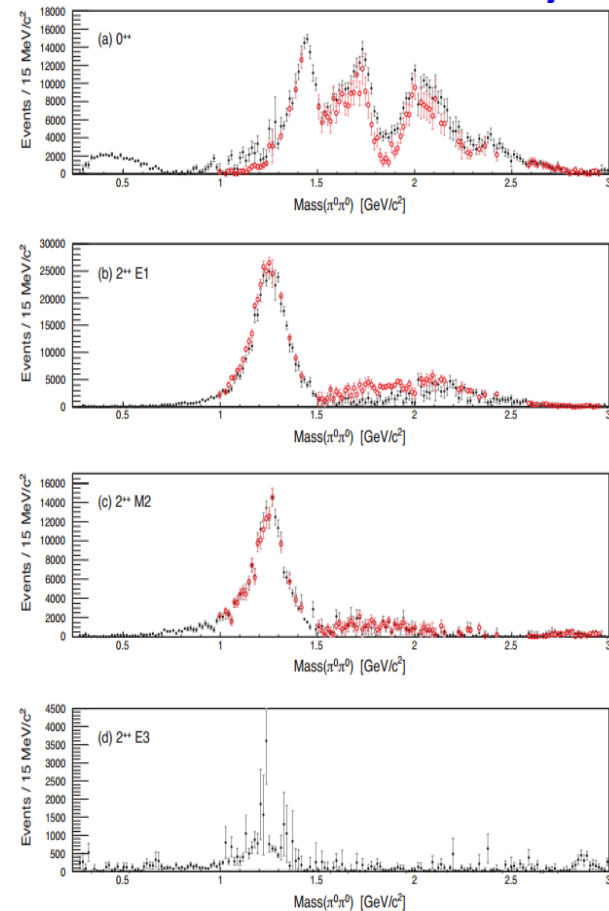 18000
16000
14000
12000
10000
8000
6000
4000
2000
0
Events / 15 MeV/c²
(a) 0⁺⁺
0.5 1 1.5 2 2.5 3
Mass(π⁰π⁰) [GeV/c²]
30000
25000
20000
15000
10000
5000
0
Events / 15 MeV/c²
(b) 2⁺⁺ E1
0.5 1 1.5 2 2.5 3
Mass(π⁰π⁰) [GeV/c²]
16000
14000
12000
10000
8000
6000
4000
2000
0
Events / 15 MeV/c²
(c) 2⁺⁺ M2
0.5 1 1.5 2 2.5 3
Mass(π⁰π⁰) [GeV/c²]
4500
4000
3500
3000
2500
2000
1500
1000
500
0
Events / 15 MeV/c²
(d) 2⁺⁺ E3
0.5 1 1.5 2 2.5 3
Mass(π⁰π⁰) [GeV/c²]